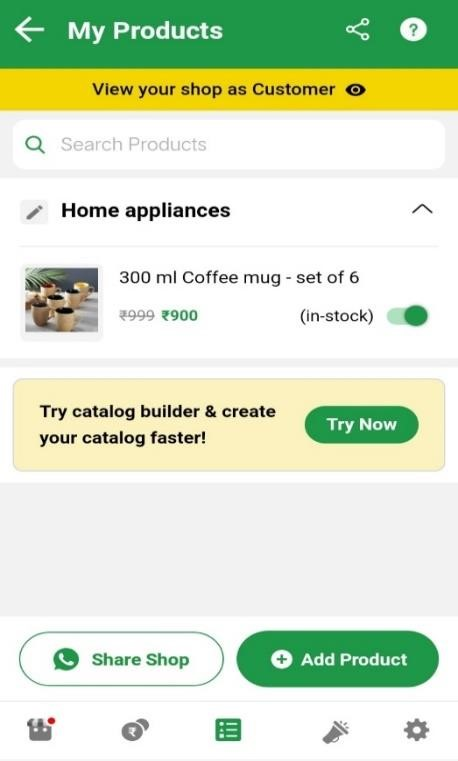 My Products
?
View your shop as Customer
Search Products
Home appliances
300 ml Coffee mug - set of 6
₹999 ₹900 (in-stock)
Try catalog builder & create
your catalog faster!
Try Now
Share Shop
Add Product
₹